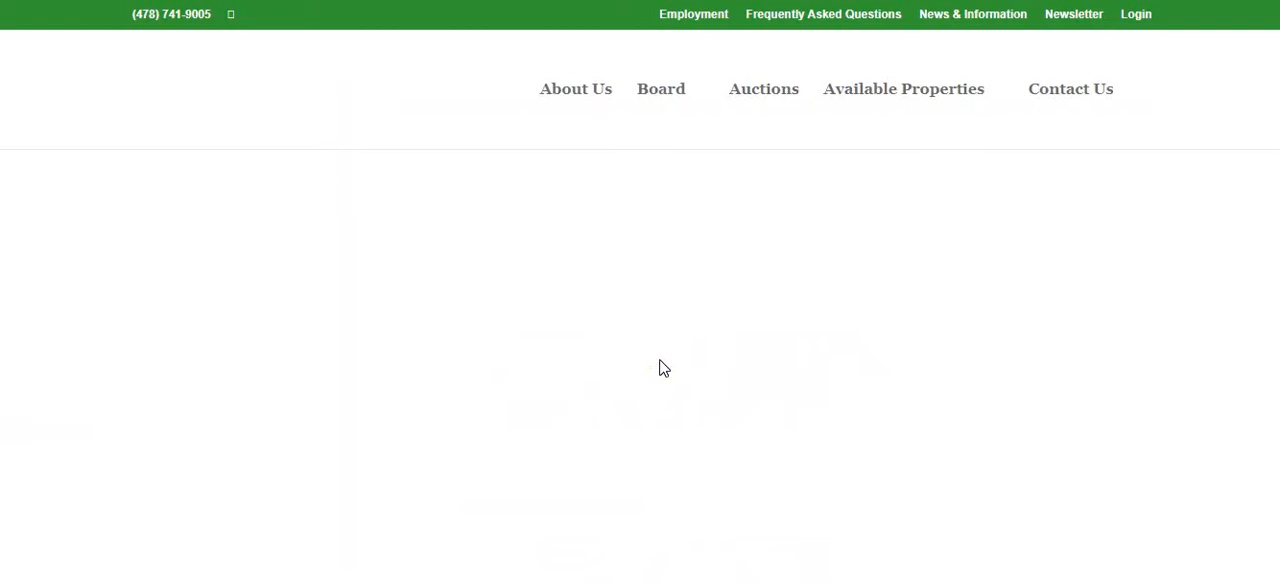 (478) 741-9005 Employment Frequently Asked Questions News & Information Newsletter Login
About Us Board Auctions Available Properties Contact Us